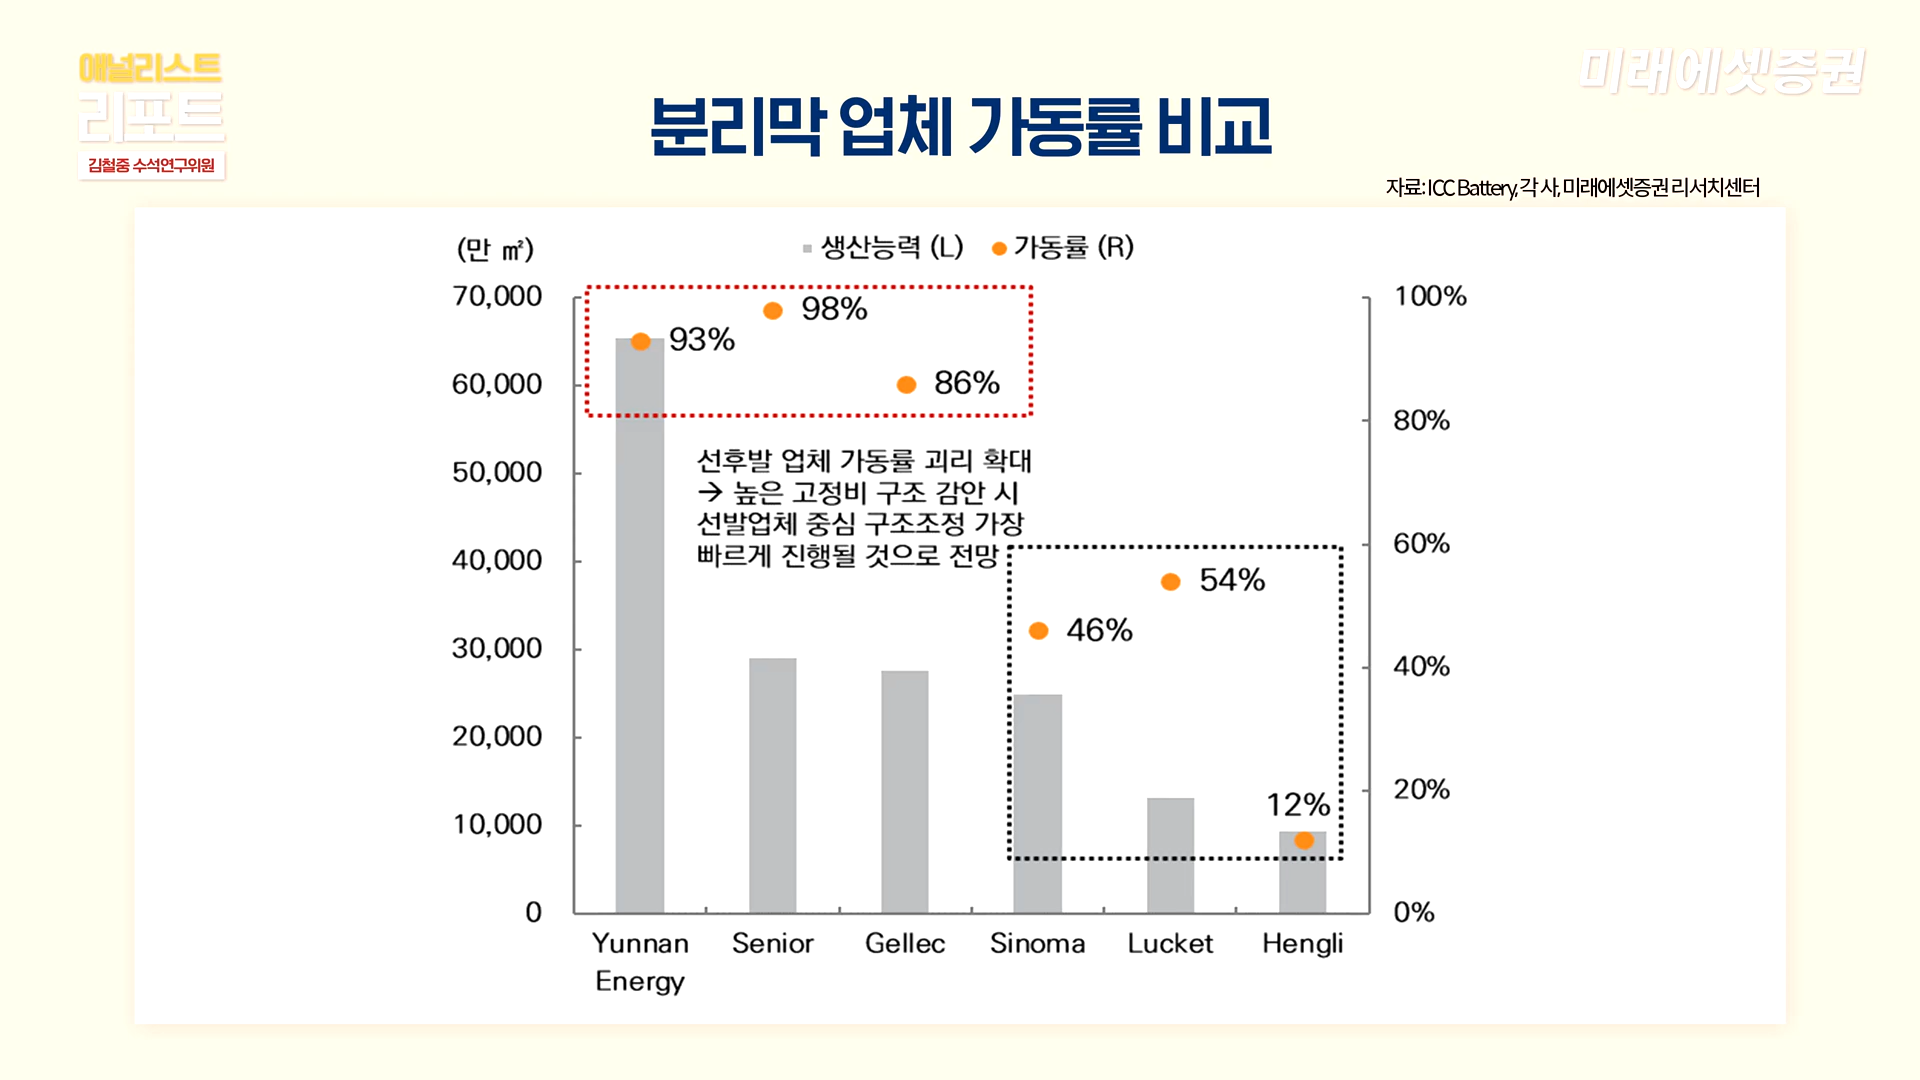 애널리스트
리포트
김철중 수석연구위원
미래에셋증권
분리막 업체 가동률 비교
자료: ICC Battery, 각 사, 미래에셋증권 리서치센터
(만 ㎡)
생산능력 (L)
가동률 (R)
70,000
60,000
50,000
40,000
30,000
20,000
10,000
0
100%
80%
60%
40%
20%
0%
93%
98%
86%
선후발 업체 가동률 괴리 확대
→ 높은 고정비 구조 감안 시
선발업체 중심 구조조정 가장
빠르게 진행될 것으로 전망
46%
54%
12%
Yunnan
Energy
Senior
Gellec
Sinoma
Lucket
Hengli